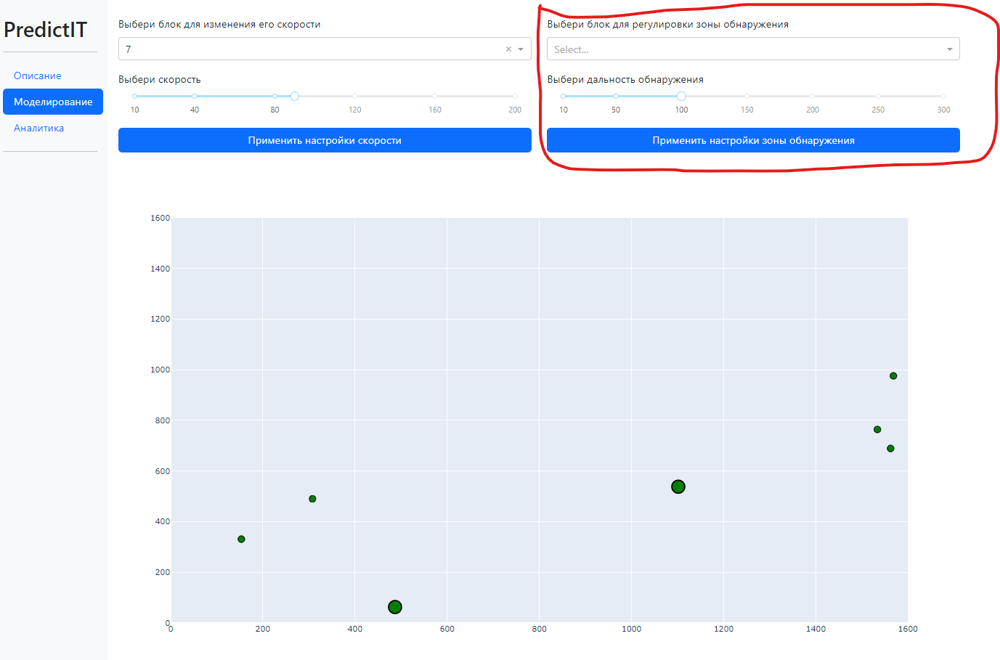 PredictIT
Описание
Моделирование
Аналитика
Выбери блок для изменения его скорости
7
Выбери скорость
10 40 80 120 160 200
Применить настройки скорости
Выбери блок для регулировки зоны обнаружения
Select...
Выбери дальность обнаружения
10 50 100 150 200 250 300
Применить настройки зоны обнаружения
1600
1400
1200
1000
800
600
400
200
0
0 200 400 600 800 1000 1200 1400 1600